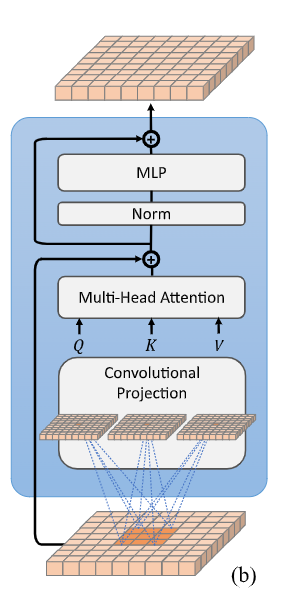 +
MLP
Norm
+
Multi-Head Attention
Q K V
Convolutional
Projection
(b)